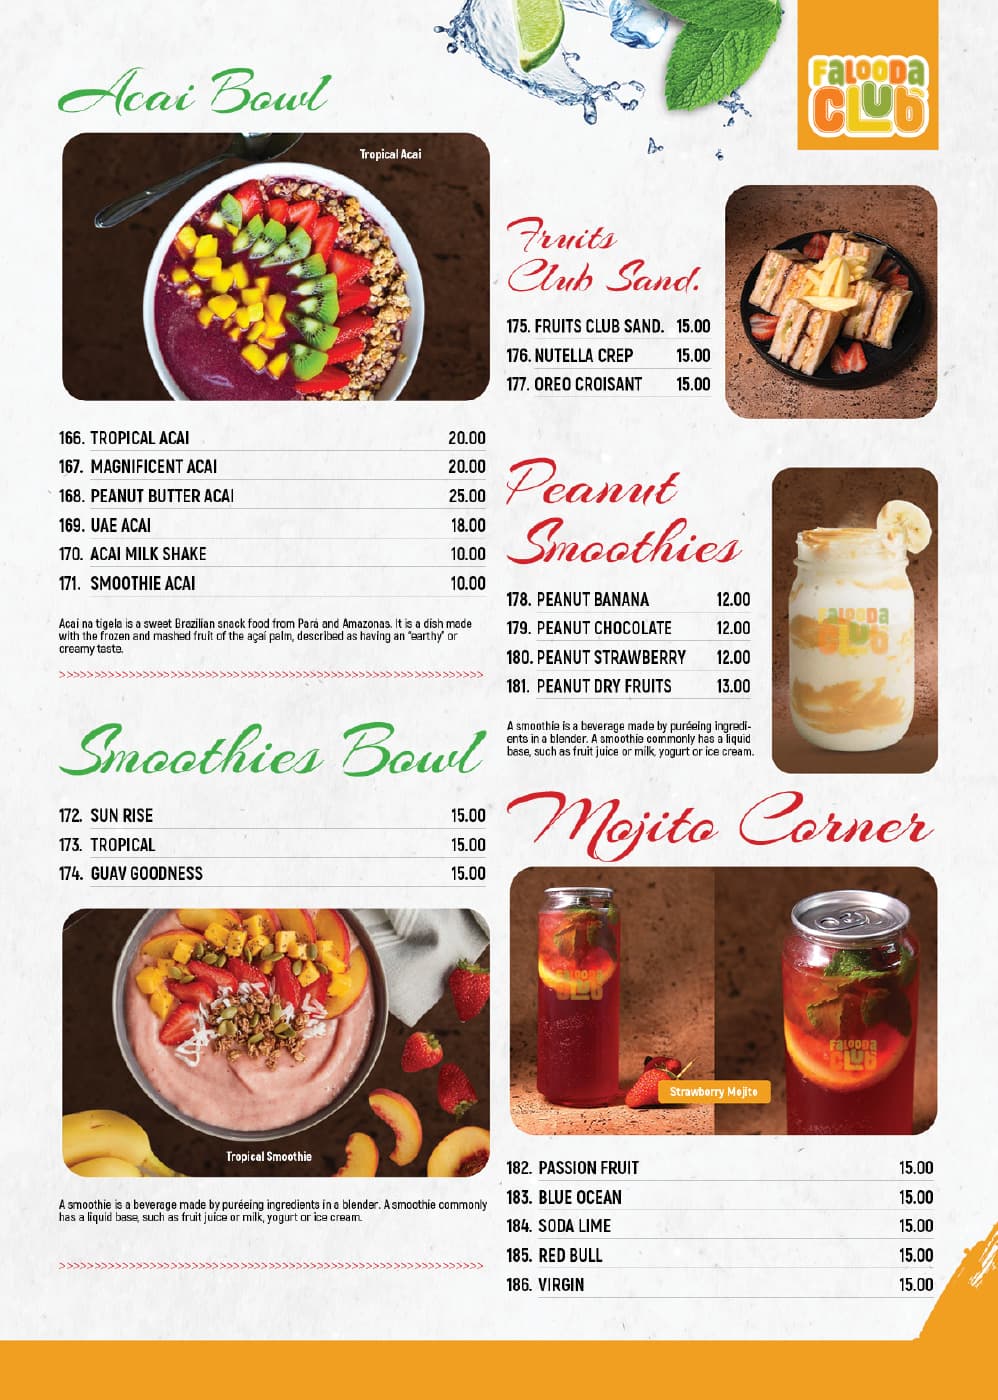 FALOODA
CLUB
Acai Bowl
Tropical Acai
166. TROPICAL ACAI 20.00
167. MAGNIFICENT ACAI 20.00
168. PEANUT BUTTER ACAI 25.00
169. UAE ACAI 18.00
170. ACAI MILK SHAKE 10.00
171. SMOOTHIE ACAI 10.00
Acaí na tigela is a sweet Brazilian snack food from Pará and Amazonas. It is a dish made
with the frozen and mashed fruit of the açaí palm, described as having an "earthy" or
creamy taste.
>>>>>>>>>>>>>>>>>>>>>>>>>>>>>>>>>>>>>>>>>>>>>>>>>>>>>>>>>>>>
Smoothies Bowl
172. SUN RISE 15.00
173. TROPICAL 15.00
174. GUAV GOODNESS 15.00
Tropical Smoothie
A smoothie is a beverage made by puréeing ingredients in a blender. A smoothie commonly
has a liquid base, such as fruit juice or milk, yogurt or ice cream.
>>>>>>>>>>>>>>>>>>>>>>>>>>>>>>>>>>>>>>>>>>>>>>>>>>>>>>>>>>>>
Fruits
Club Sand.
175. FRUITS CLUB SAND. 15.00
176. NUTELLA CREP 15.00
177. OREO CROISANT 15.00
Peanut
Smoothies
178. PEANUT BANANA 12.00
179. PEANUT CHOCOLATE 12.00
180. PEANUT STRAWBERRY 12.00
181. PEANUT DRY FRUITS 13.00
A smoothie is a beverage made by puréeing ingredi-
ents in a blender. A smoothie commonly has a liquid
base, such as fruit juice or milk, yogurt or ice cream.
FALOODA
CLUB
Mojito Corner
FALOODA
CLUB
FALOODA
CLUB
Strawberry Mojito
182. PASSION FRUIT 15.00
183. BLUE OCEAN 15.00
184. SODA LIME 15.00
185. RED BULL 15.00
186. VIRGIN 15.00